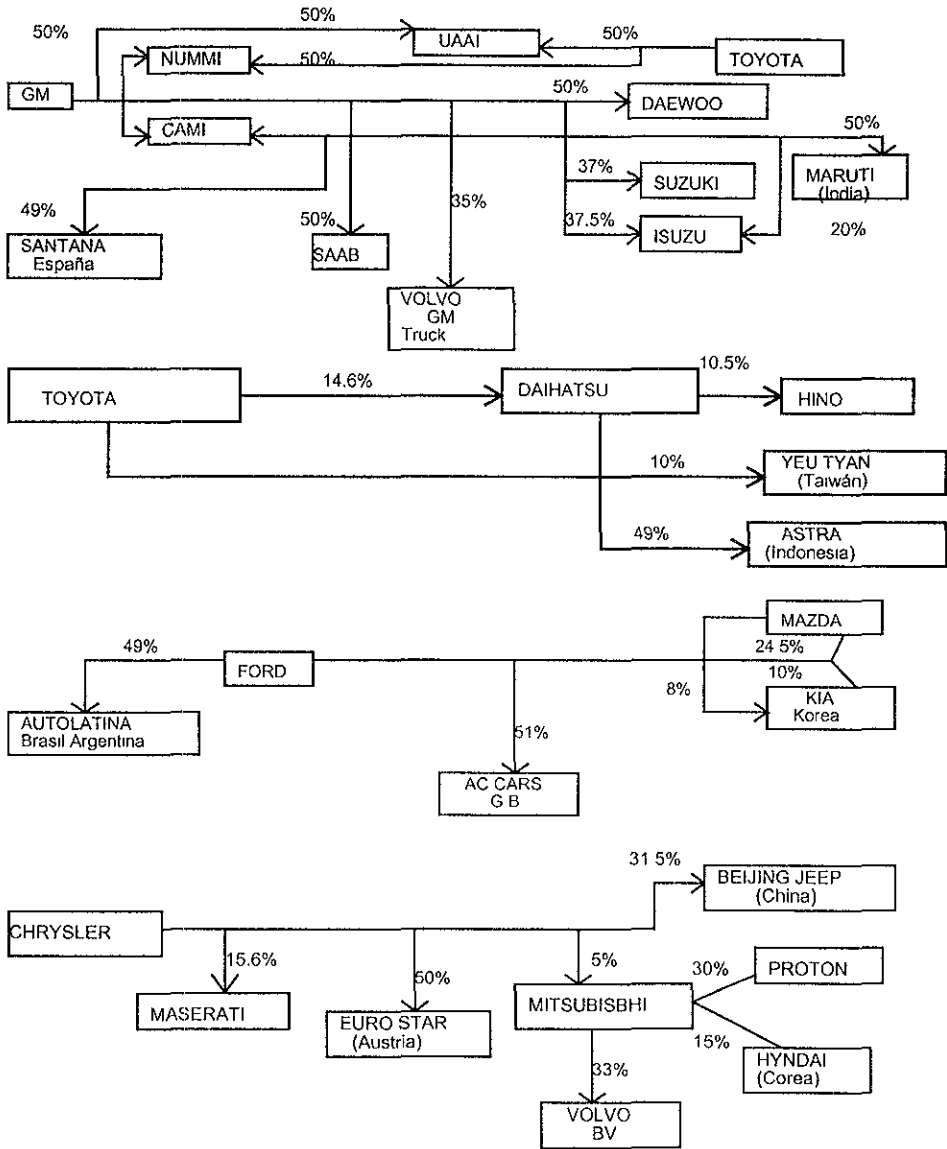 50%
50%
UAAI
50%
NUMMI
50%
TOYOTA
GM
50%
DAEWOO
CAMI
50%
37%
SUZUKI
MARUTI
(India)
49%
35%
50%
37.5%
ISUZU
20%
SANTANA
España
SAAB
VOLVO
GM
Truck
TOYOTA
14.6%
DAIHATSU
10.5%
HINO
10%
YEU TYAN
(Taiwán)
49%
ASTRA
(Indonesia)
MAZDA
49%
FORD
24 5%
10%
8%
KIA
Korea
AUTOLATINA
Brasil Argentina
51%
AC CARS
G B
31 5%
BEIJING JEEP
(China)
CHRYSLER
15.6%
50%
5%
30%
PROTON
MASERATI
EURO STAR
(Austria)
MITSUBISBHI
15%
HYNDAI
(Corea)
33%
VOLVO
BV